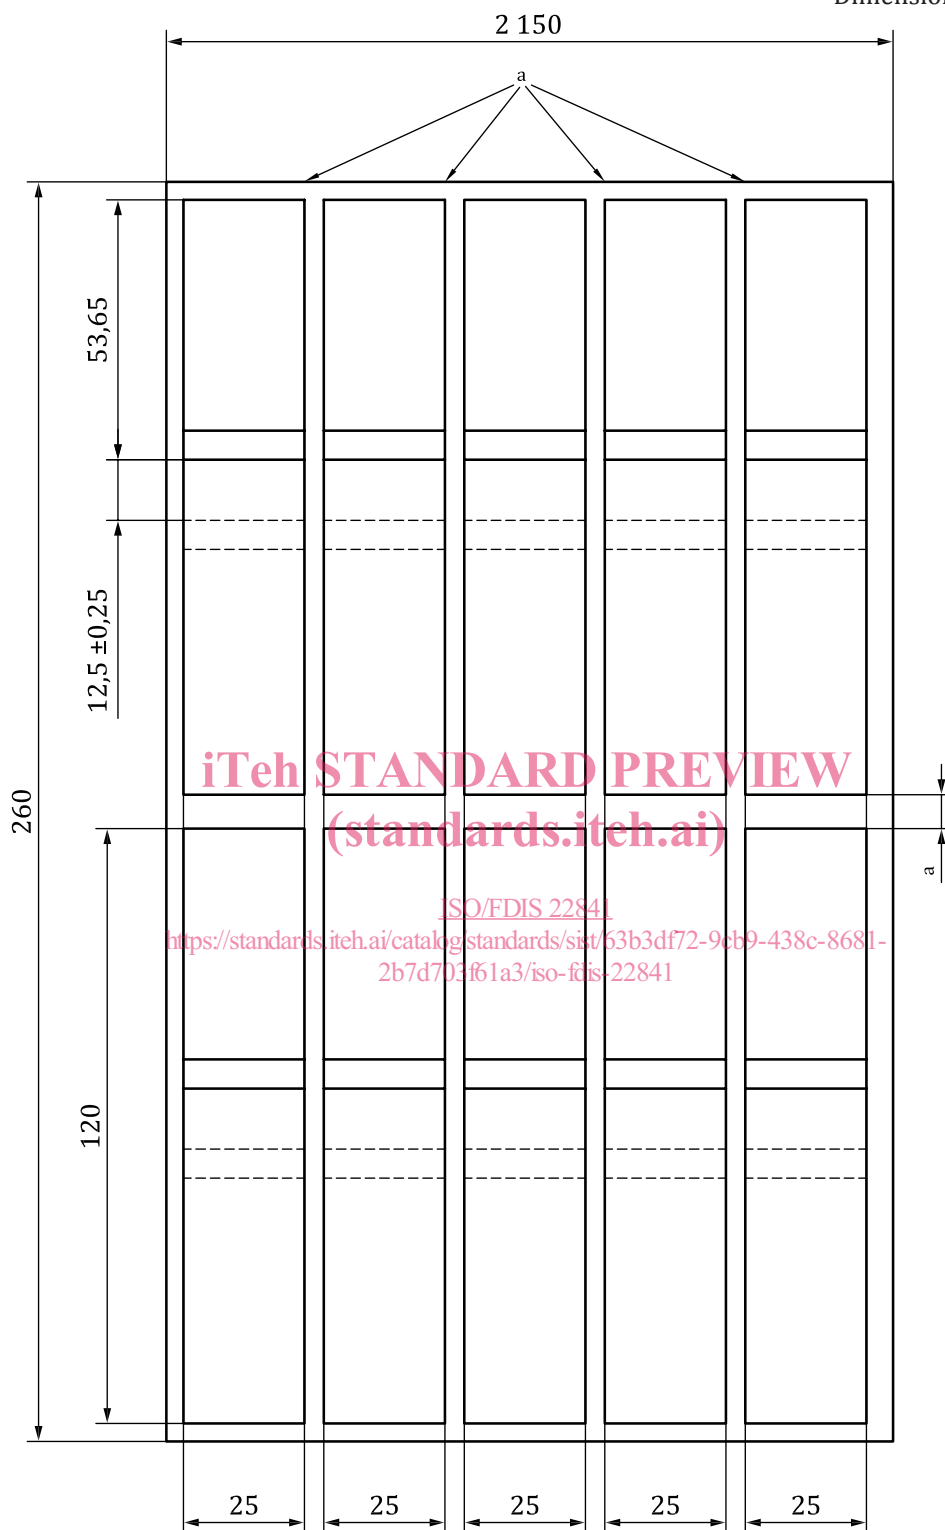 2 150
a
53,65
12,5 ±0,25
260
iTeh STANDARD PREVIEW
(standards.iteh.ai)
a
ISO/FDIS 22841
https://standards.iteh.ai/catalog/standards/sist/63b3df72-9cb9-438c-8681-
2b7d703f61a3/iso-fdis-22841
120
25 25 25 25 25